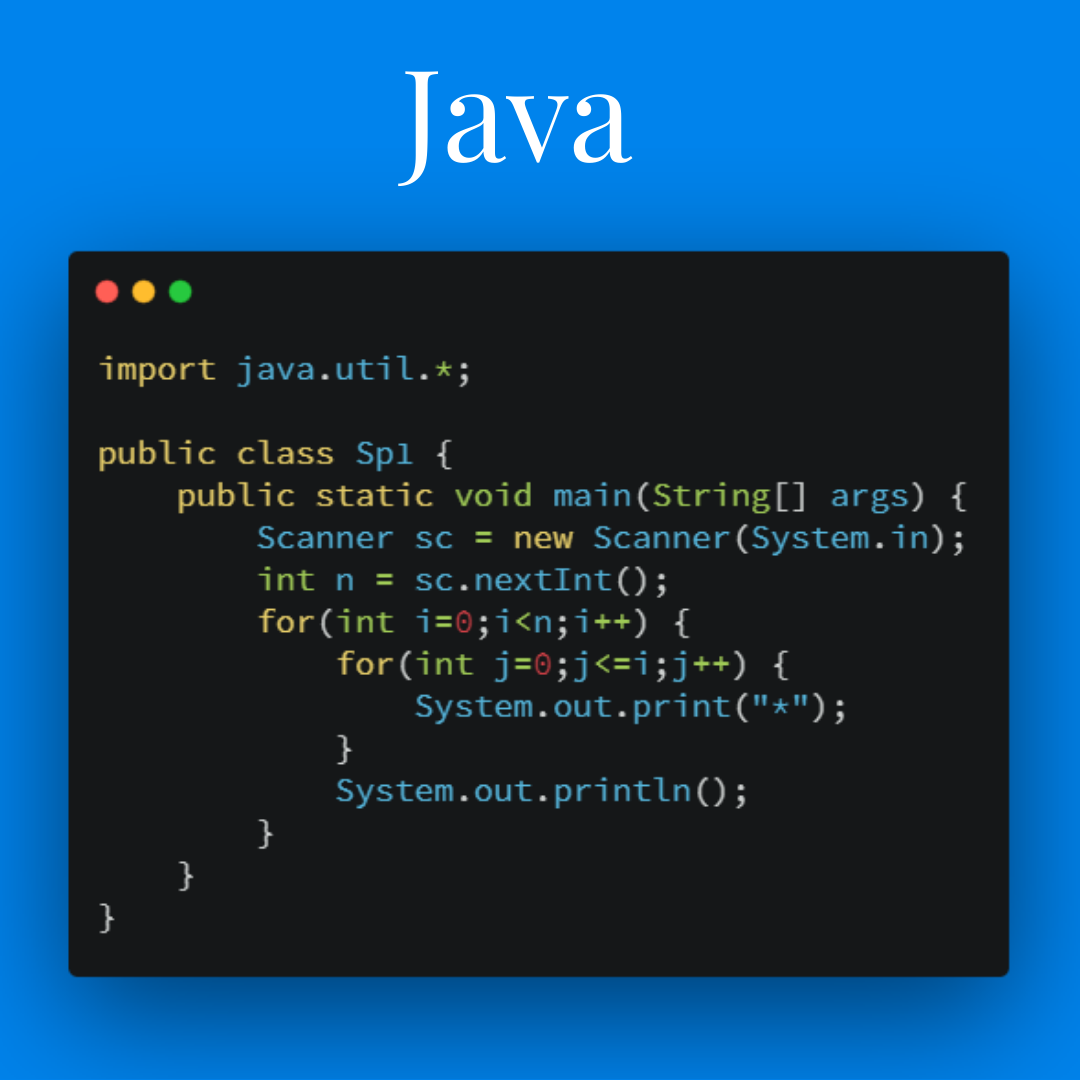 Java
import java.util.*;
public class Sp1 {
    public static void main(String[] args) {
        Scanner sc = new Scanner(System.in);
        int n = sc.nextInt();
        for(int i=0;i<n;i++) {
            for(int j=0;j<=i;j++) {
                System.out.print("*");
            }
            System.out.println();
        }
    }
}